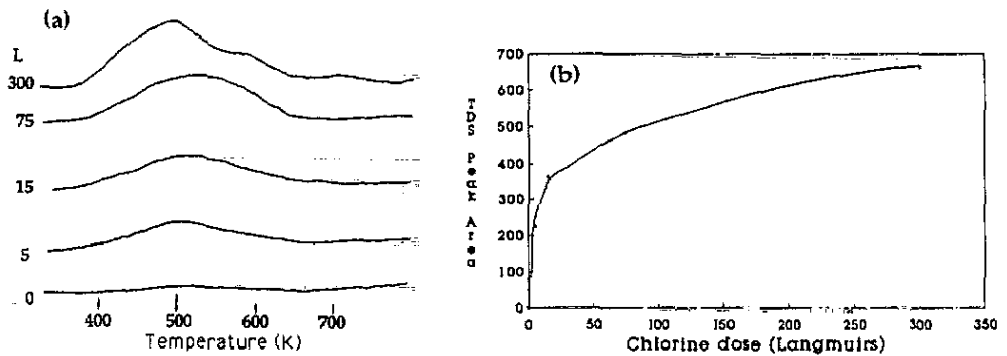 (a)
L
300
75
15
5
0
400 500 600 700
Temperature (K)
(b)
TDS Peak Area
700
600
500
400
300
200
100
0
0 50 100 150 200 250 300 350
Chlorine dose (Langmuirs)